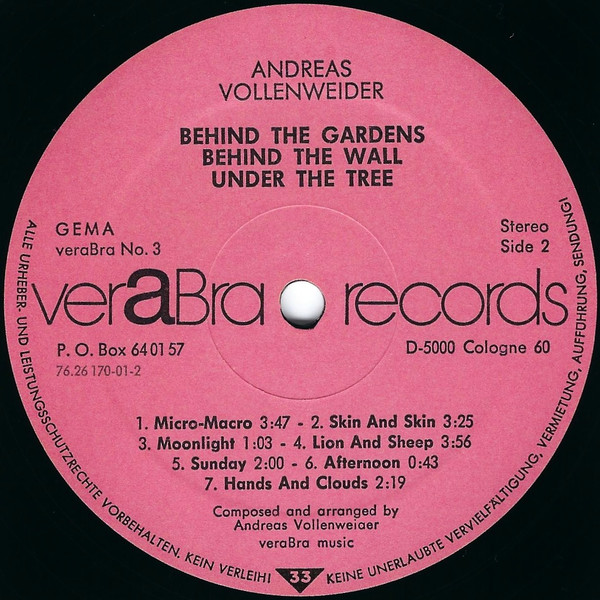 ANDREAS
VOLLENWEIDER
BEHIND THE GARDENS
BEHIND THE WALL
UNDER THE TREE
GEMA
veraBra No. 3
Stereo
Side 2
veraBra records
P. O. Box 64 01 57
D-5000 Cologne 60
76.26 170-01-2
1. Micro-Macro 3:47 - 2. Skin And Skin 3:25
3. Moonlight 1:03 - 4. Lion And Sheep 3:56
5. Sunday 2:00 - 6. Afternoon 0:43
7. Hands And Clouds 2:19
Composed and arranged by
Andreas Vollenweider
veraBra music
ALLE URHEBER- UND LEISTUNGSSCHUTZRECHTE VORBEHALTEN. KEIN VERLEIH! 33 KEINE UNERLAUBTE VERVIELFÄLTIGUNG, VERMIETUNG, AUFFÜHRUNG, SENDUNG!